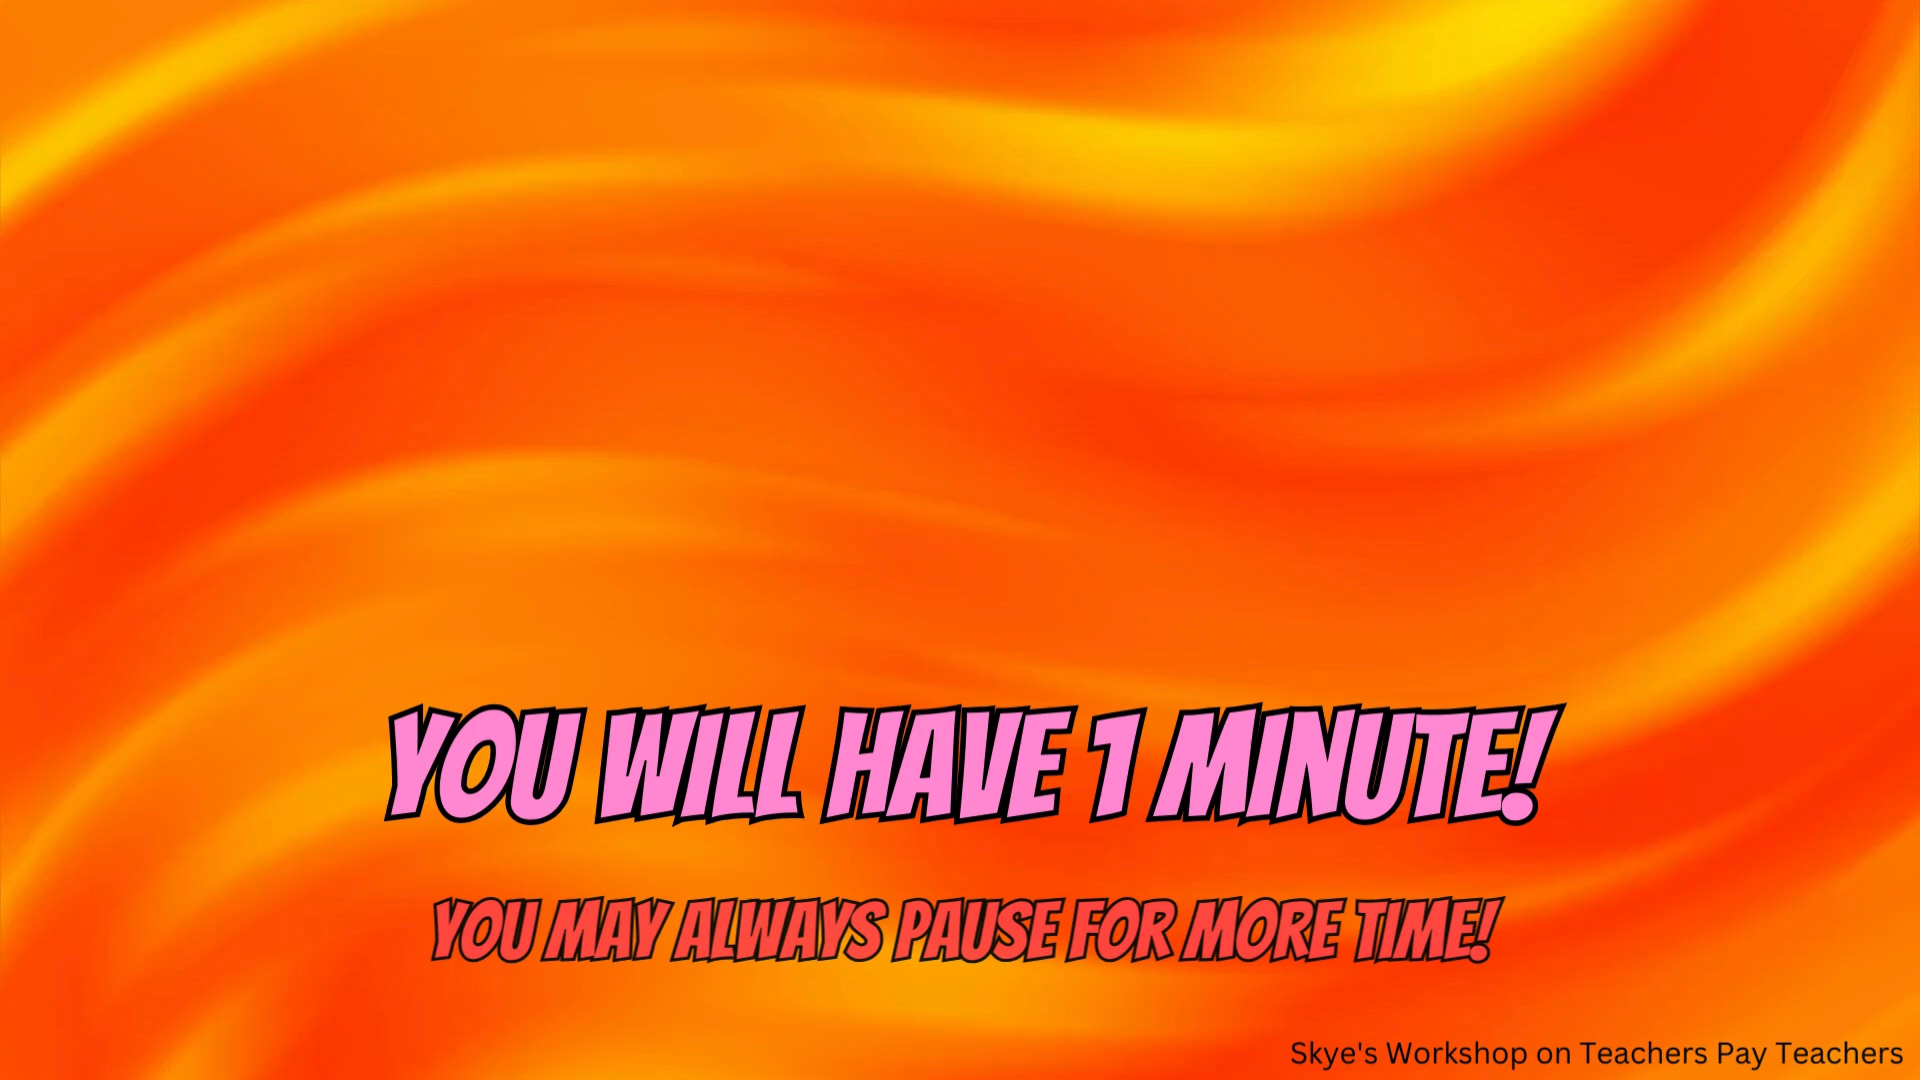 YOU WILL HAVE 1 MINUTE!
YOU MAY ALWAYS PAUSE FOR MORE TIME!
Skye's Workshop on Teachers Pay Teachers